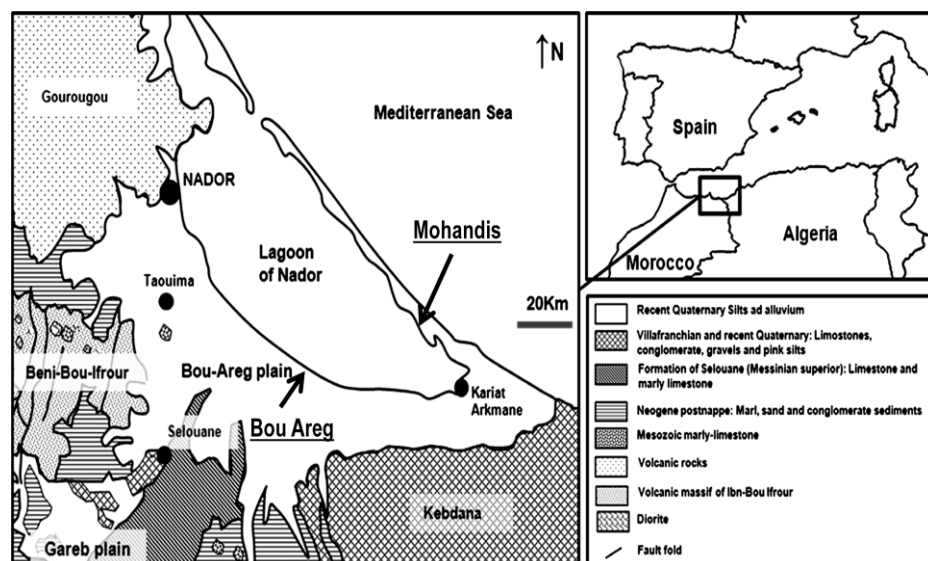 Gourougou
N
Mediterranean Sea
NADOR
Mohandis
Lagoon
of Nador
Taouima
20Km
Beni-Bou-Ifrour
Bou-Areg plain
Kariat
Arkmane
Selouane
Bou Areg
Kebdana
Gareb plain
Spain
Algeria
Morocco
Recent Quaternary Silts ad alluvium
Villafranchian and recent Quaternary: Limostones,
conglomerate, gravels and pink silts
Formation of Selouane (Messinian superior): Limestone and
marly limestone
Neogene postnappe: Marl, sand and conglomerate sediments
Mesozoic marly-limestone
Volcanic rocks
Volcanic massif of Ibn-Bou Ifrour
Diorite
Fault fold